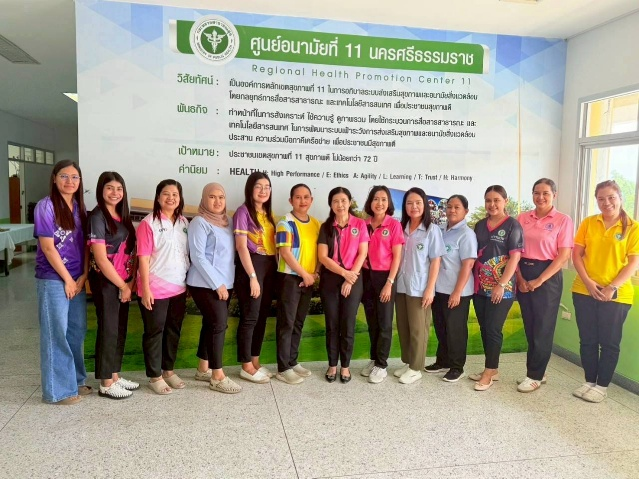 ศูนย์อนามัยที่ 11 นครศรีธรรมราช
Regional Health Promotion Center 11
วิสัยทัศน์ : เป็นองค์การหลักเขตสุขภาพที่ 11 ในการอภิบาลระบบส่งเสริมสุขภาพและอนามัยสิ่งแวดล้อม
โดยกลยุทธ์การสื่อสารสาธารณะ และเทคโนโลยีสารสนเทศ เพื่อประชาชนสุขภาพดี
พันธกิจ : ทำหน้าที่ในการสังเคราะห์ ใช้ความรู้ ดูภาพรวม โดยใช้กระบวนการสื่อสารสาธารณะ และ
เทคโนโลยีสารสนเทศ ในการพัฒนาระบบเฝ้าระวังการส่งเสริมสุขภาพและอนามัยสิ่งแวดล้อม
ประสาน ความร่วมมือภาคีเครือข่าย เพื่อประชาชนมีสุขภาพดี
เป้าหมาย : ประชาชนเขตสุขภาพที่ 11 สุขภาพดี ไม่น้อยกว่า 72 ปี
ค่านิยม : HEALTH High Performance / E: Ethics A: Agility / L: Learning / T: Trust / H: Harmony